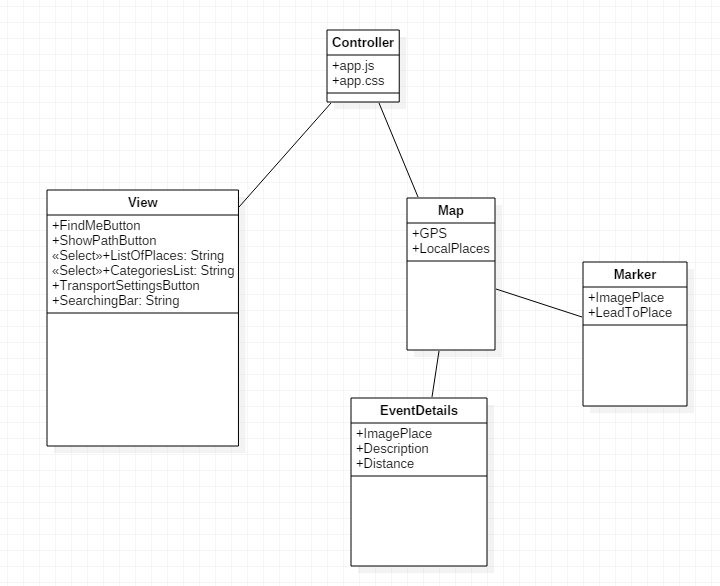 Controller
+app.js
+app.css
View
+FindMeButton
+ShowPathButton
«Select»+ListOfPlaces: String
«Select»+CategoriesList: String
+TransportSettingsButton
+SearchingBar: String
Map
+GPS
+LocalPlaces
Marker
+ImagePlace
+LeadToPlace
EventDetails
+ImagePlace
+Description
+Distance